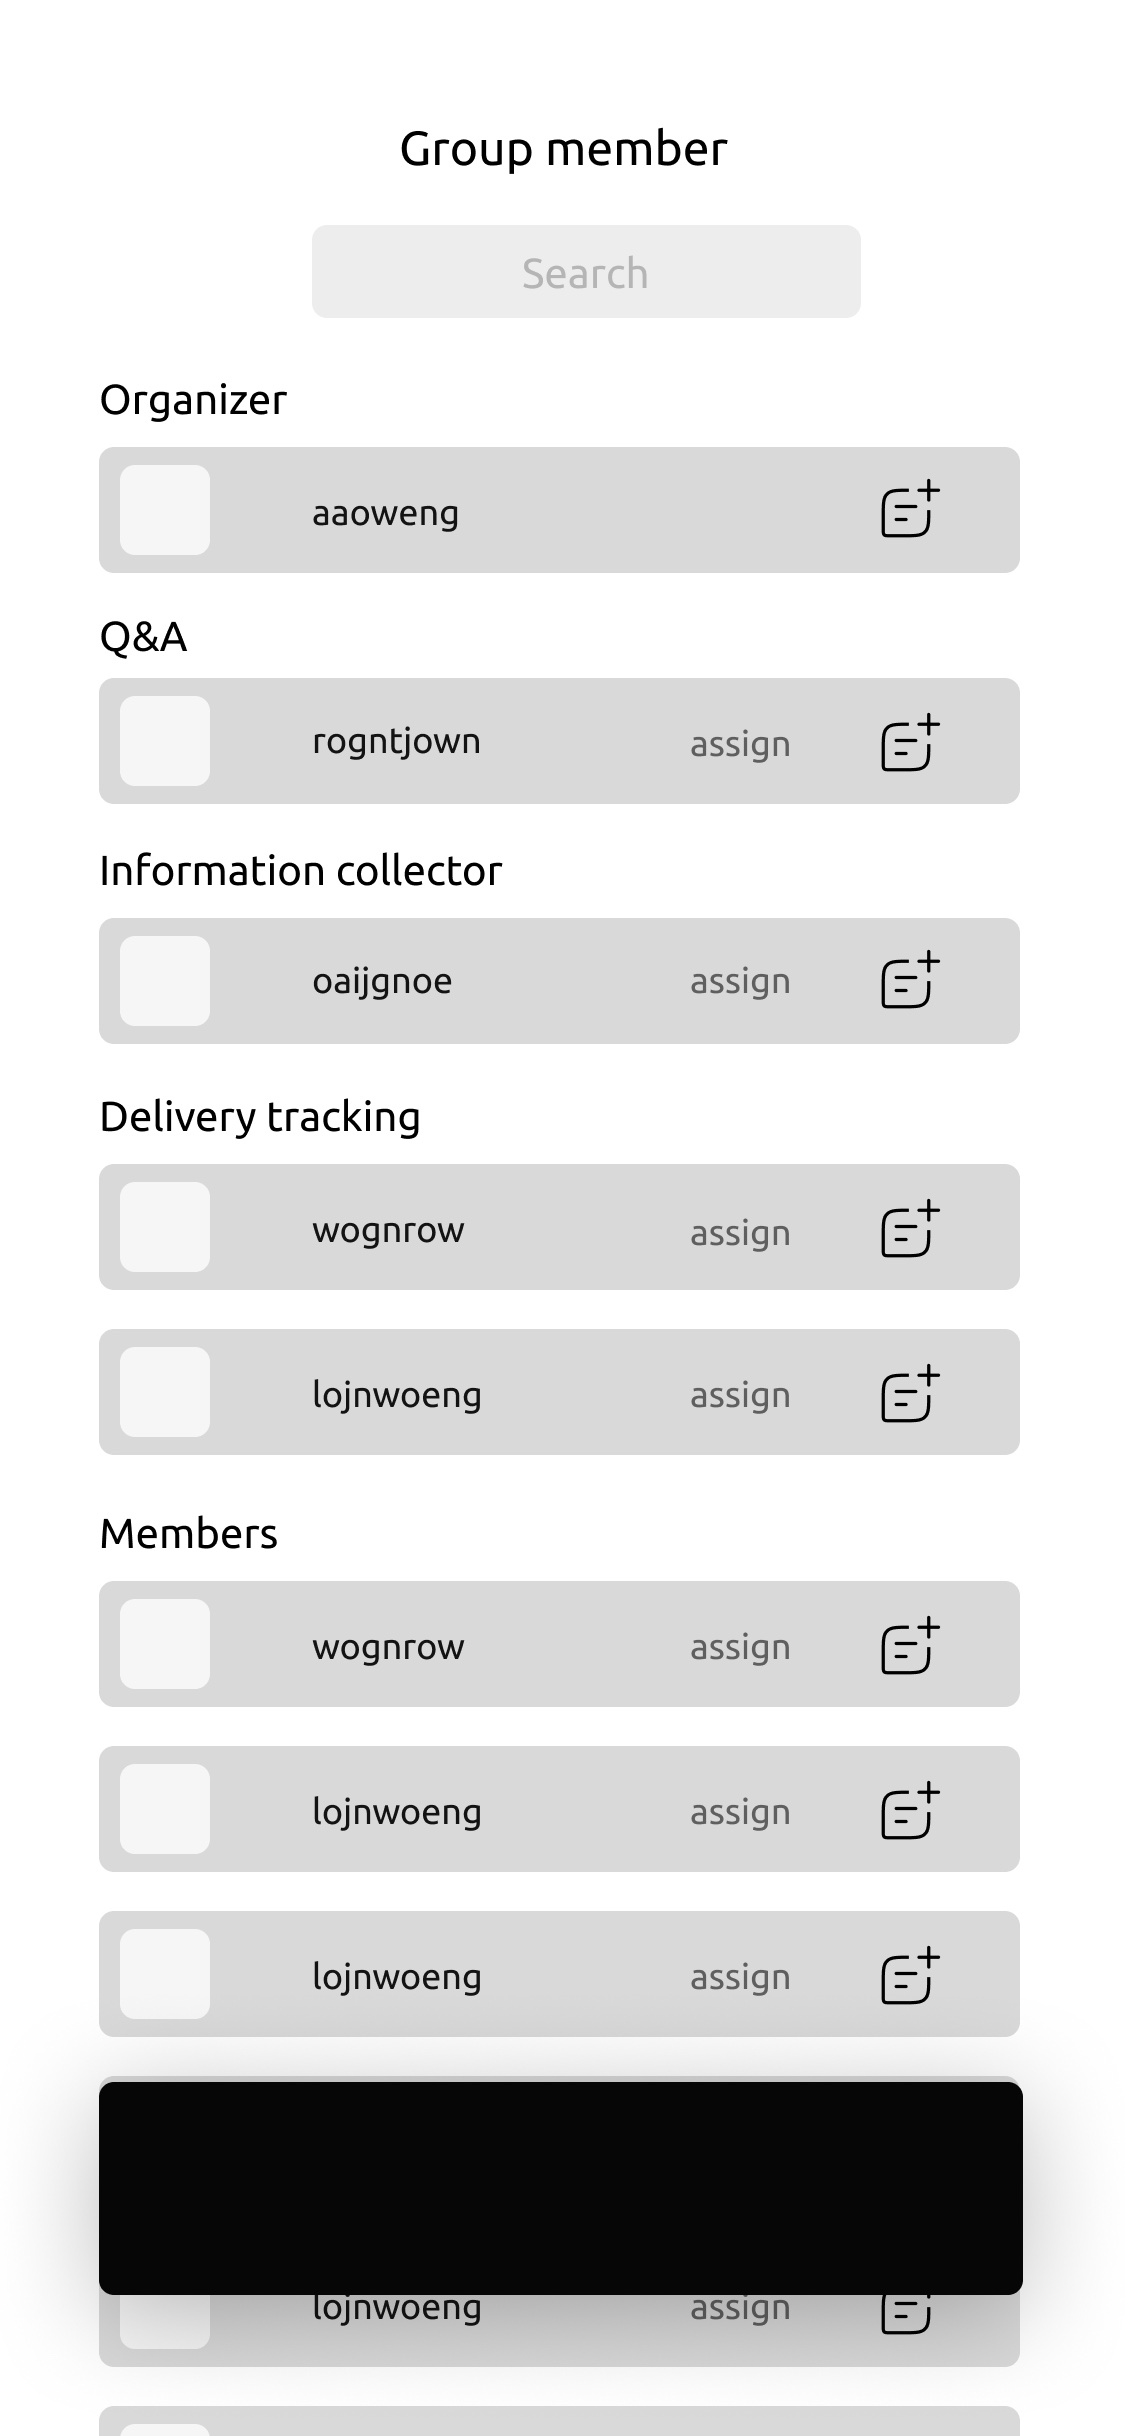 Group member
Search
Organizer
aaoweng
Q&A
rogntjown assign
Information collector
oaijgnoe assign
Delivery tracking
wognrow assign
lojnwoeng assign
Members
wognrow assign
lojnwoeng assign
lojnwoeng assign
lojnwoeng assign